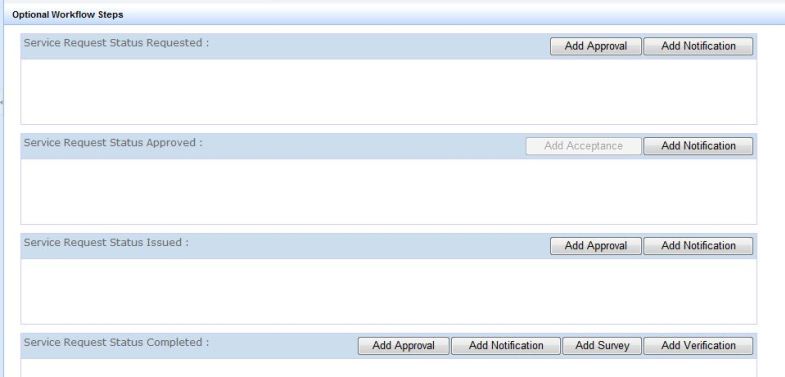 Optional Workflow Steps
Service Request Status Requested : Add Approval Add Notification
Service Request Status Approved : Add Acceptance Add Notification
Service Request Status Issued : Add Approval Add Notification
Service Request Status Completed : Add Approval Add Notification Add Survey Add Verification